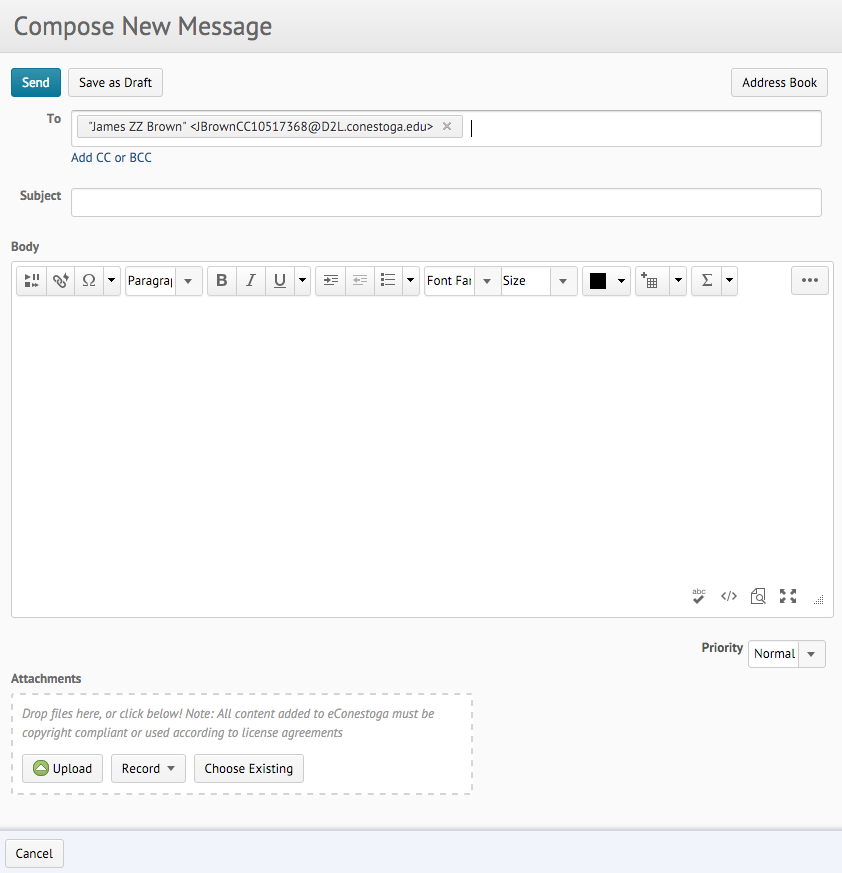 Compose New Message
Send Save as Draft Address Book
To "James ZZ Brown" <JBrownCC10517368@D2L.conestoga.edu>
Add CC or BCC
Subject
Body
Ω Paragrap B I U Font Far Size Σ
abc </>
Priority Normal
Attachments
Drop files here, or click below! Note: All content added to eConestoga must be
copyright compliant or used according to license agreements
Upload Record Choose Existing
Cancel